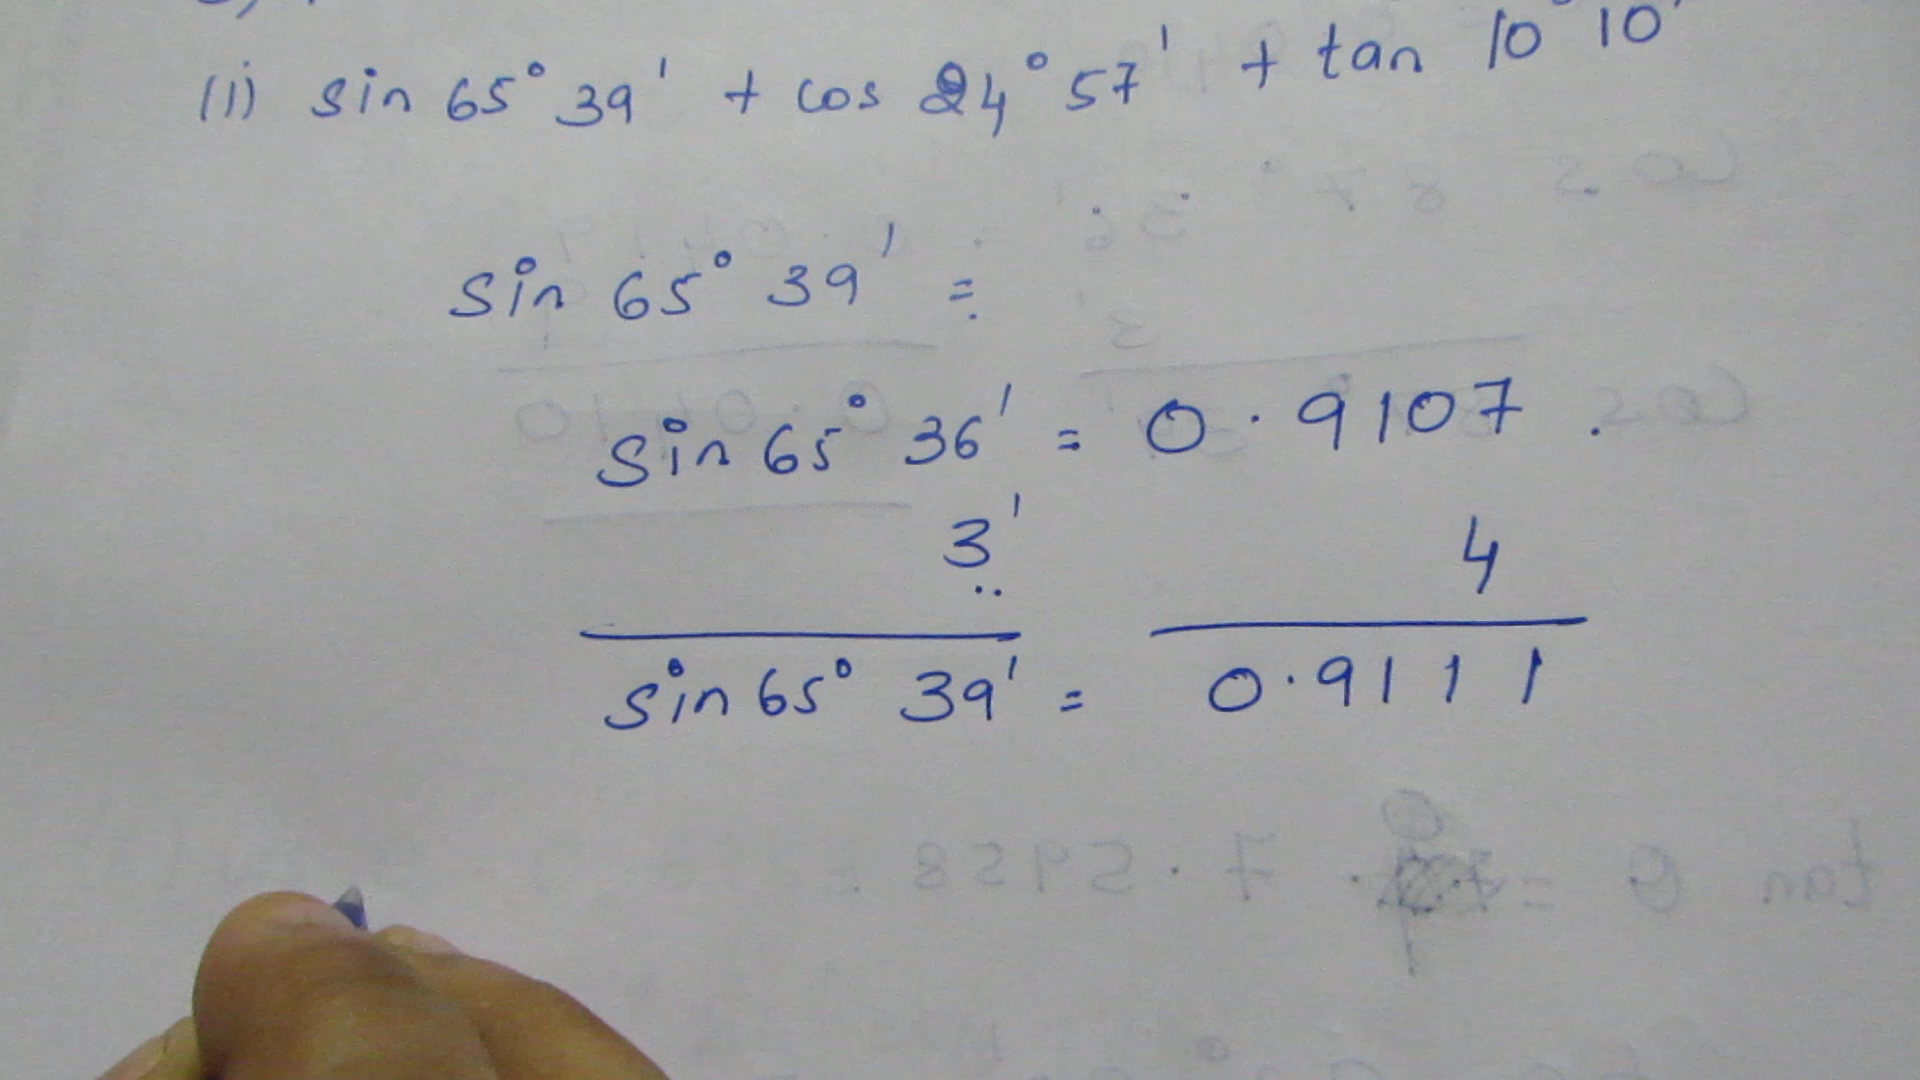 (i) sin 65° 39' + cos 24° 57' + tan 10° 10'
sin 65° 39' =
sin 65° 36' = 0.9107
3' 4
sin 65° 39' = 0.9111